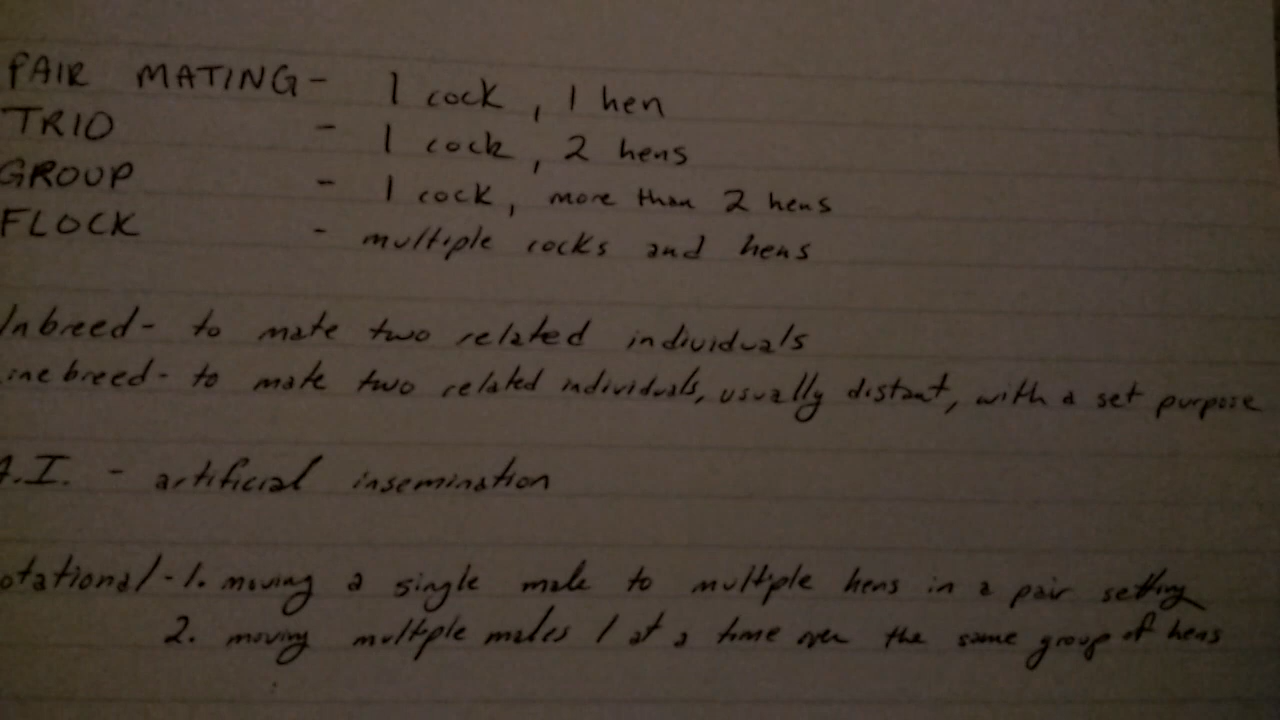 PAIR MATING - 1 cock, 1 hen
TRIO - 1 cock, 2 hens
GROUP - 1 cock, more than 2 hens
FLOCK - multiple cocks and hens
Inbreed - to mate two related individuals
inebreed - to mate two related individuals, usually distant, with a set purpose
A.I. - artificial insemination
otational - 1. moving a single male to multiple hens in a pair setting
2. moving multiple males 1 at a time over the same group of hens